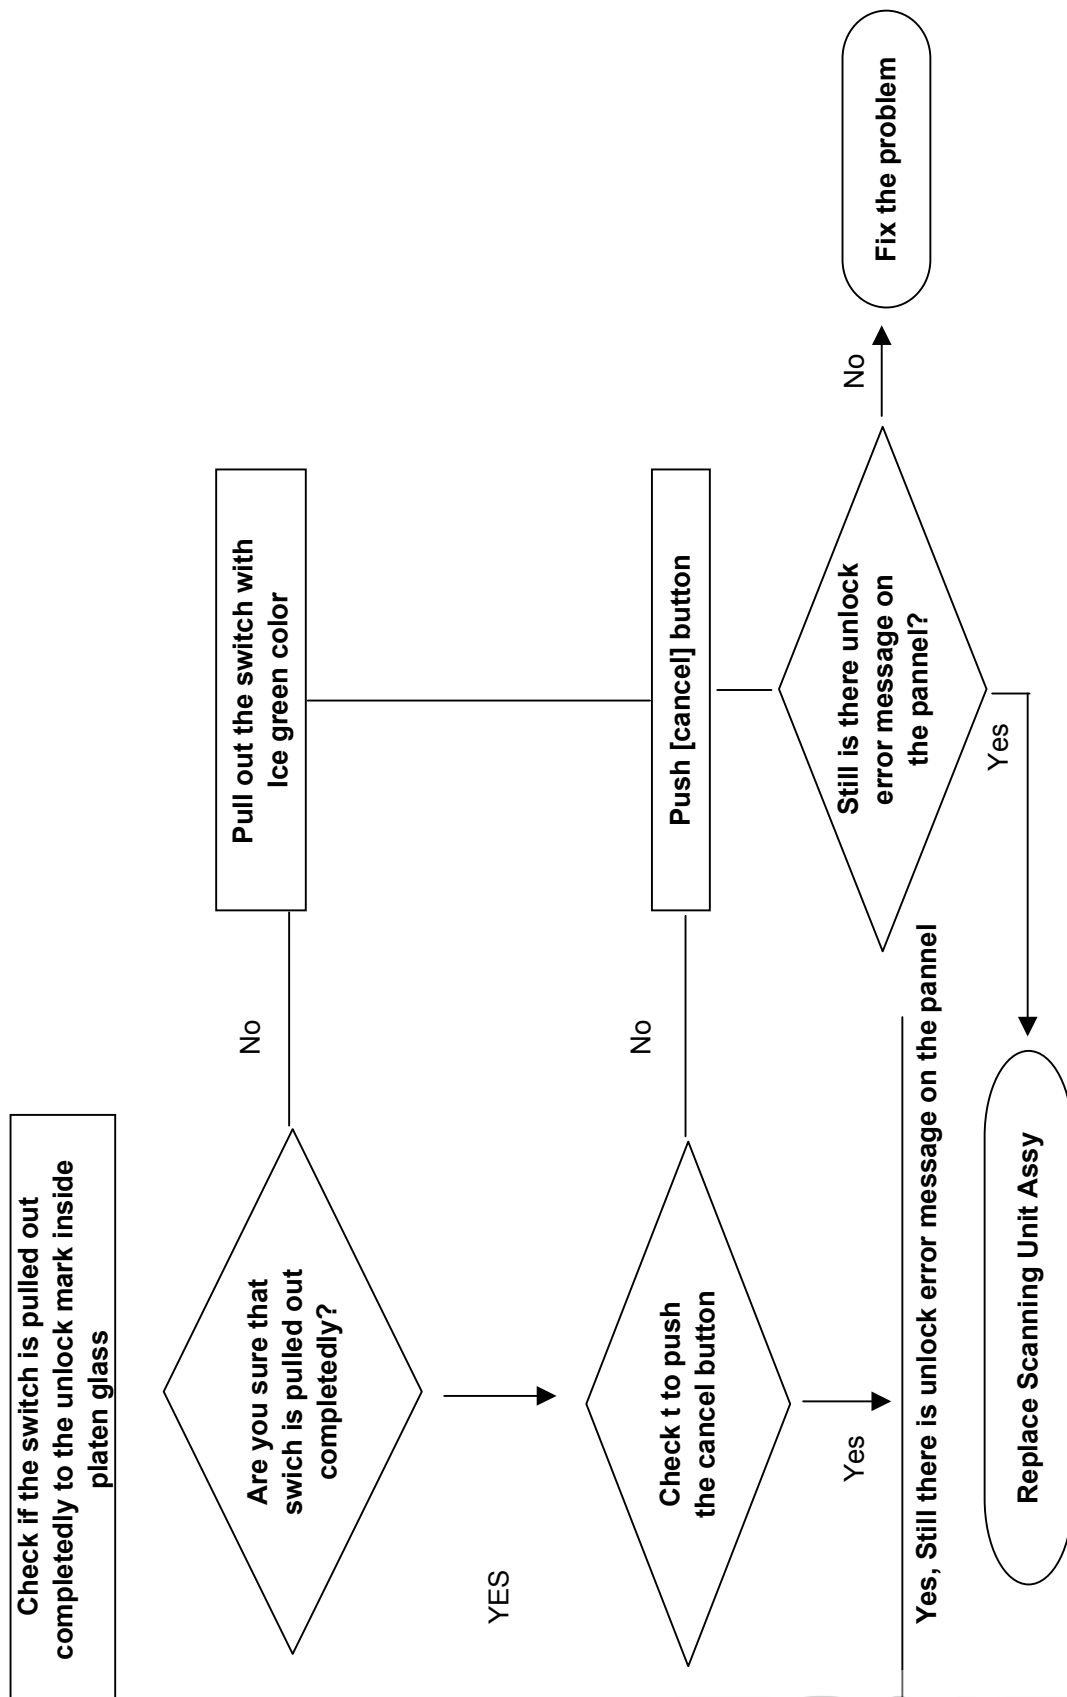 Check if the switch is pulled out
completedly to the unlock mark inside
platen glass
Are you sure that
swich is pulled out
completedly?
No
Pull out the switch with
Ice green color
YES
Check t to push
the cancel button
No
Push [cancel] button
Yes
Still is there unlock
error message on
the pannel?
No
Fix the problem
Yes
Yes, Still there is unlock error message on the pannel
Replace Scanning Unit Assy